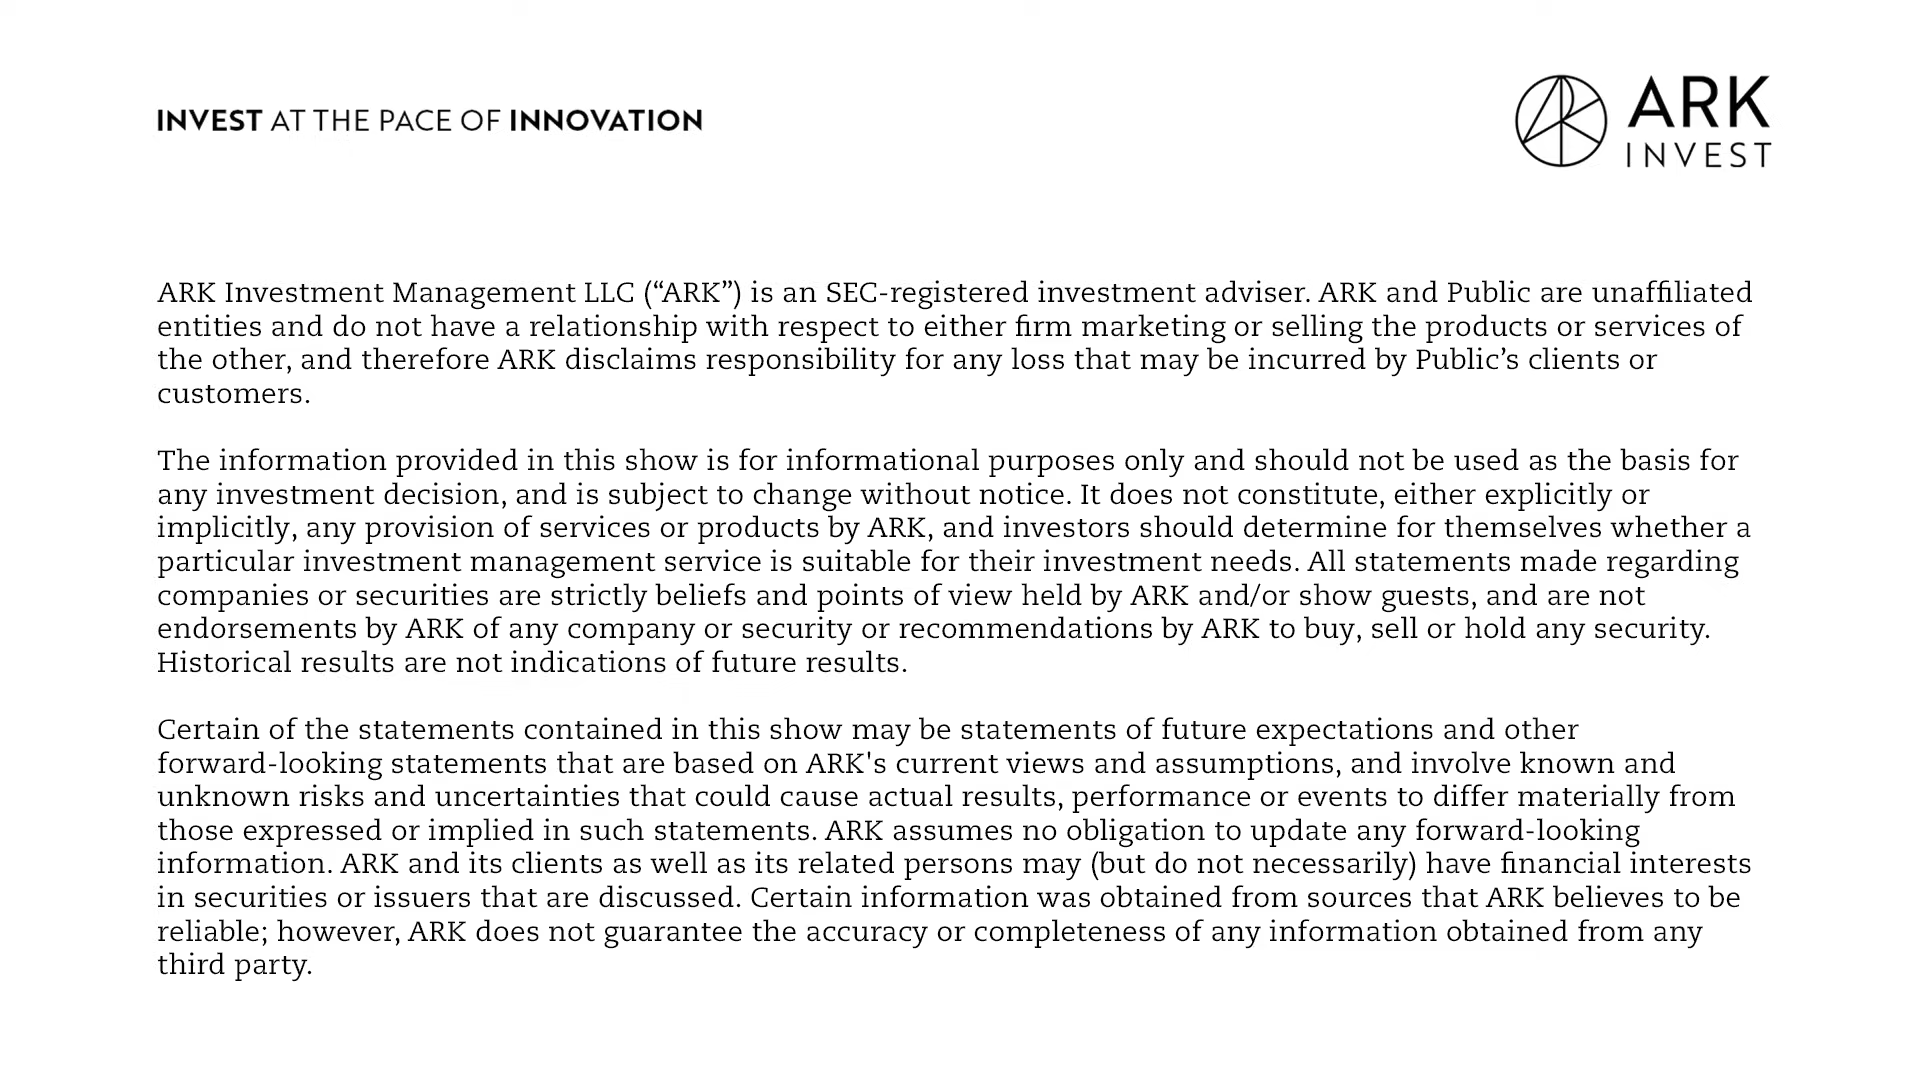 INVEST AT THE PACE OF INNOVATION
ARK
INVEST
ARK Investment Management LLC (“ARK”) is an SEC-registered investment adviser. ARK and Public are unaffiliated
entities and do not have a relationship with respect to either firm marketing or selling the products or services of
the other, and therefore ARK disclaims responsibility for any loss that may be incurred by Public’s clients or
customers.
The information provided in this show is for informational purposes only and should not be used as the basis for
any investment decision, and is subject to change without notice. It does not constitute, either explicitly or
implicitly, any provision of services or products by ARK, and investors should determine for themselves whether a
particular investment management service is suitable for their investment needs. All statements made regarding
companies or securities are strictly beliefs and points of view held by ARK and/or show guests, and are not
endorsements by ARK of any company or security or recommendations by ARK to buy, sell or hold any security.
Historical results are not indications of future results.
Certain of the statements contained in this show may be statements of future expectations and other
forward-looking statements that are based on ARK's current views and assumptions, and involve known and
unknown risks and uncertainties that could cause actual results, performance or events to differ materially from
those expressed or implied in such statements. ARK assumes no obligation to update any forward-looking
information. ARK and its clients as well as its related persons may (but do not necessarily) have financial interests
in securities or issuers that are discussed. Certain information was obtained from sources that ARK believes to be
reliable; however, ARK does not guarantee the accuracy or completeness of any information obtained from any
third party.